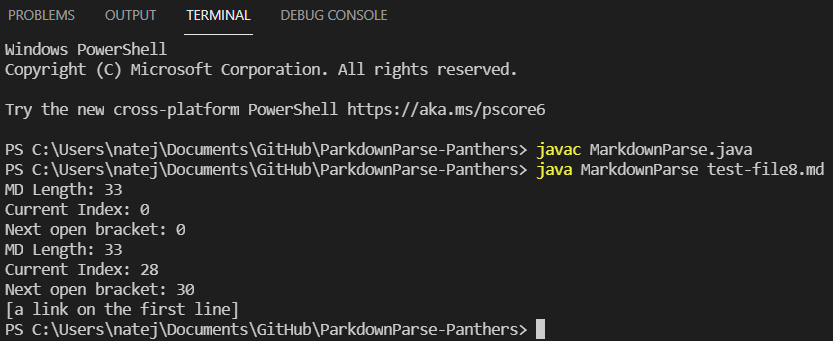 PROBLEMS OUTPUT TERMINAL DEBUG CONSOLE
Windows PowerShell
Copyright (C) Microsoft Corporation. All rights reserved.
Try the new cross-platform PowerShell https://aka.ms/pscore6
PS C:\Users\natej\Documents\GitHub\ParkdownParse-Panthers> javac MarkdownParse.java
PS C:\Users\natej\Documents\GitHub\ParkdownParse-Panthers> java MarkdownParse test-file8.md
MD Length: 33
Current Index: 0
Next open bracket: 0
MD Length: 33
Current Index: 28
Next open bracket: 30
[a link on the first line]
PS C:\Users\natej\Documents\GitHub\ParkdownParse-Panthers>